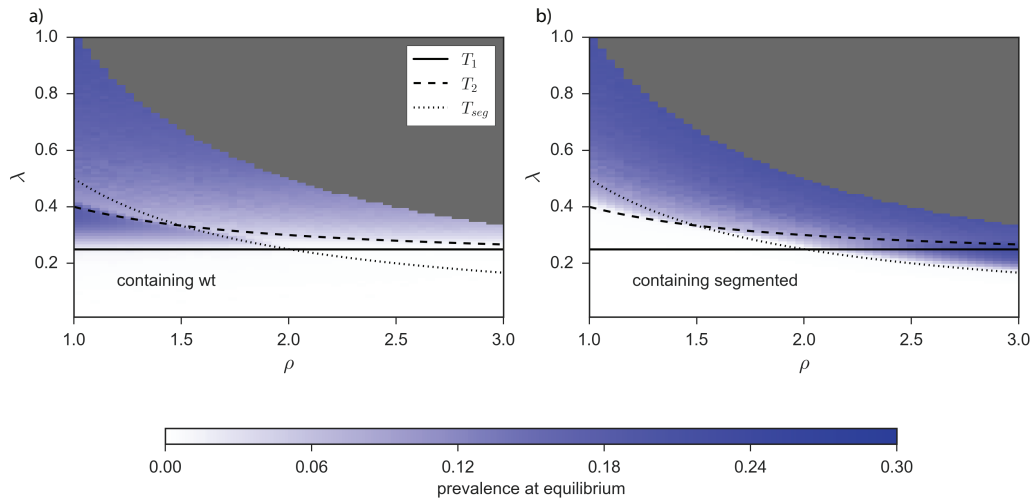 a)
b)
1.0
0.8
0.6
0.4
0.2
λ
T₁
T₂
T_seg
containing wt
1.0 1.5 2.0 2.5 3.0
ρ
1.0
0.8
0.6
0.4
0.2
λ
containing segmented
1.0 1.5 2.0 2.5 3.0
ρ
0.00 0.06 0.12 0.18 0.24 0.30
prevalence at equilibrium